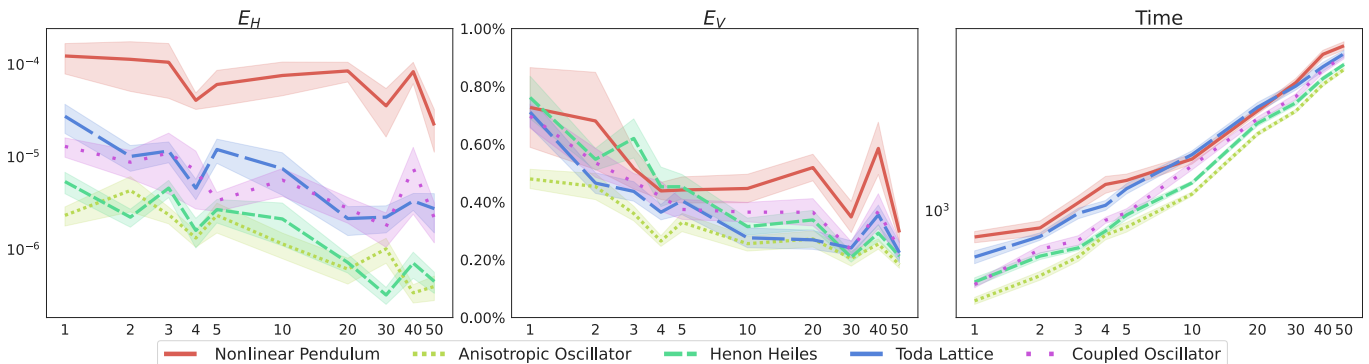 E_H
E_V
Time
10⁻⁴
10⁻⁵
10⁻⁶
1 2 3 4 5 10 20 30 40 50
1.00%
0.80%
0.60%
0.40%
0.20%
0.00%
1 2 3 4 5 10 20 30 40 50
10³
1 2 3 4 5 10 20 30 40 50
Nonlinear Pendulum Anisotropic Oscillator Henon Heiles Toda Lattice Coupled Oscillator